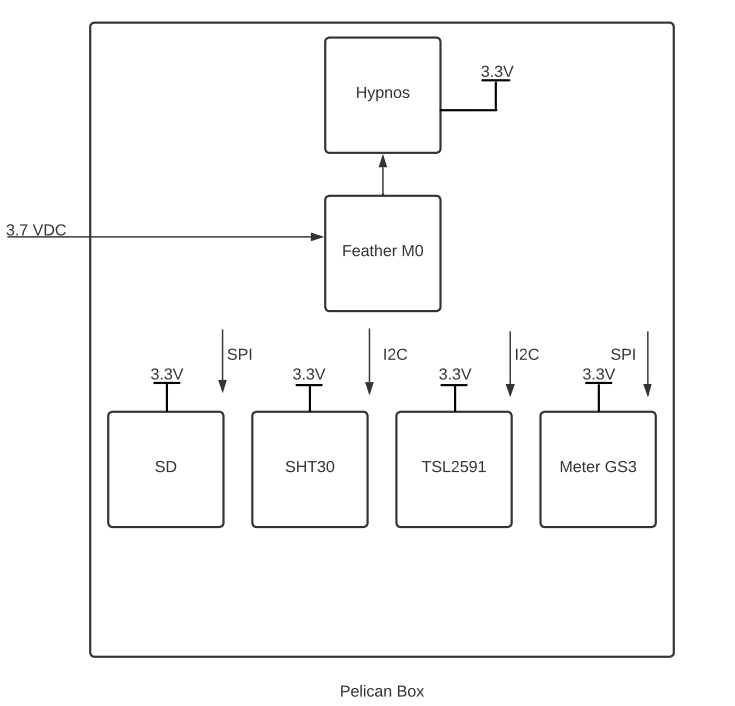 Hypnos
3.3V
3.7 VDC
Feather M0
SPI
I2C
I2C
SPI
3.3V
3.3V
3.3V
3.3V
SD
SHT30
TSL2591
Meter GS3
Pelican Box